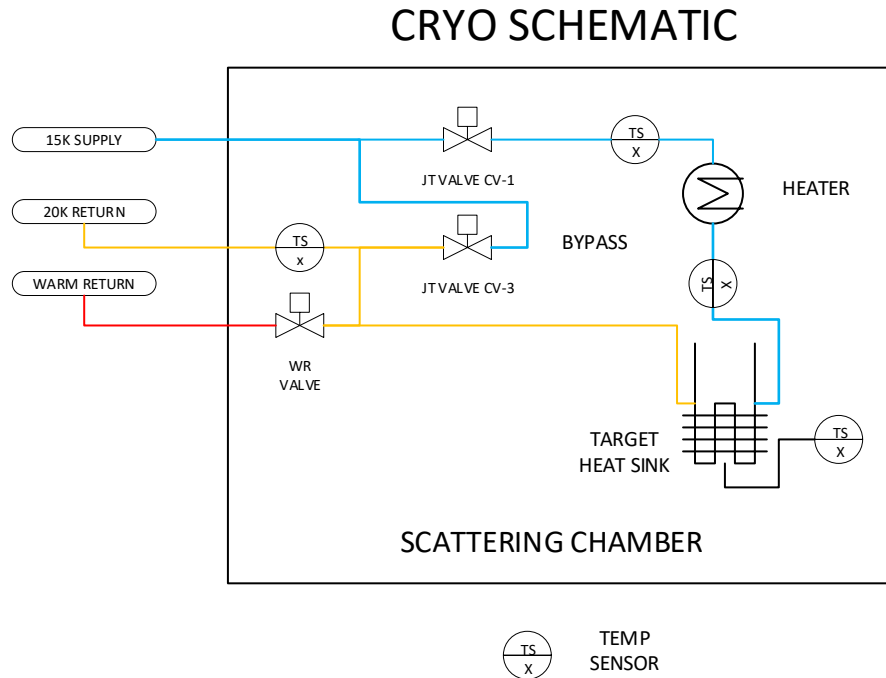 CRYO SCHEMATIC
15K SUPPLY
TS
X
JT VALVE CV-1
HEATER
20K RETURN
TS
x
BYPASS
WARM RETURN
JT VALVE CV-3
TS
X
WR
VALVE
TARGET
HEAT SINK
TS
X
SCATTERING CHAMBER
TS
X
TEMP
SENSOR